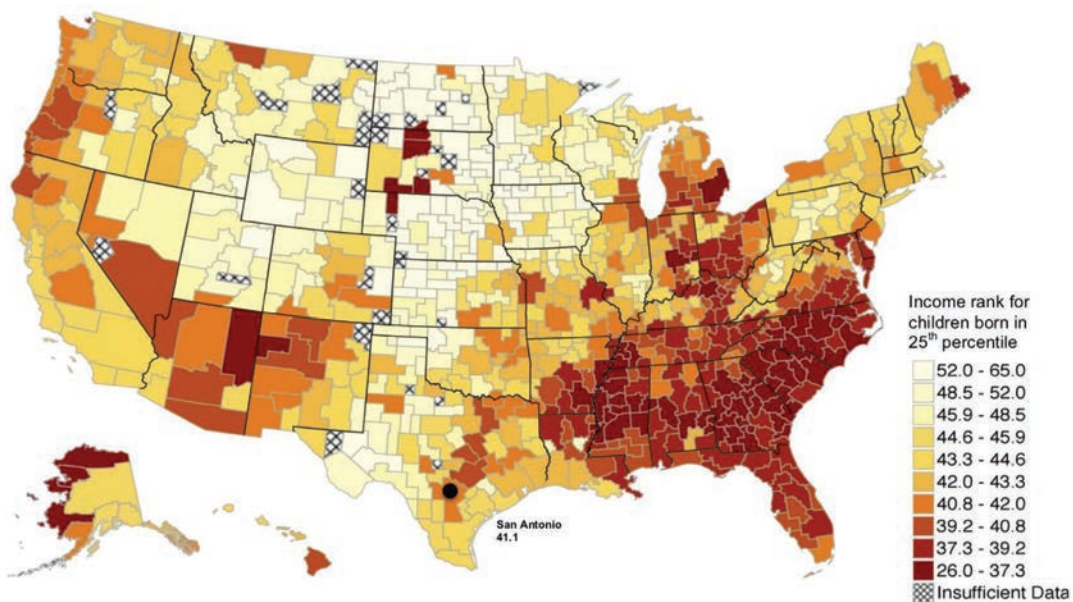 San Antonio
41.1
Income rank for
children born in
25th percentile
52.0 - 65.0
48.5 - 52.0
45.9 - 48.5
44.6 - 45.9
43.3 - 44.6
42.0 - 43.3
40.8 - 42.0
39.2 - 40.8
37.3 - 39.2
26.0 - 37.3
Insufficient Data